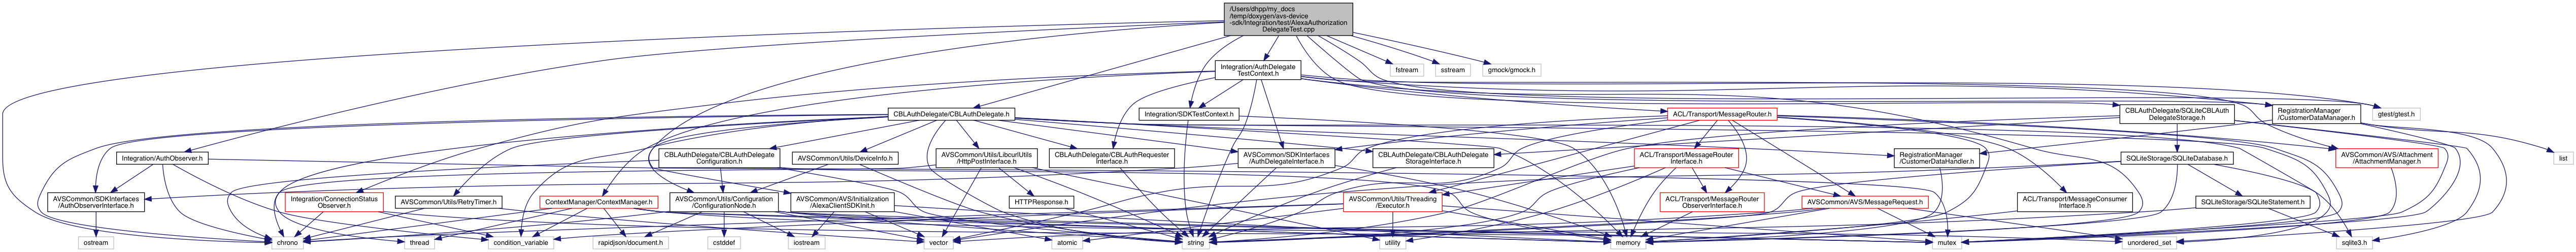 /Users/dhpp/my_docs
/temp/doxygen/avs-device
-sdk/Integration/test/AlexaAuthorization
DelegateTest.cpp
Integration/AuthDelegate
TestContext.h
fstream
sstream
gmock/gmock.h
CBLAuthDelegate/CBLAuthDelegate.h
Integration/SDKTestContext.h
ACL/Transport/MessageRouter.h
CBLAuthDelegate/SQLiteCBLAuth
DelegateStorage.h
RegistrationManager
/CustomerDataManager.h
gtest/gtest.h
Integration/AuthObserver.h
CBLAuthDelegate/CBLAuthDelegate
Configuration.h
AVSCommon/Utils/DeviceInfo.h
AVSCommon/Utils/LibcurlUtils
/HttpPostInterface.h
CBLAuthDelegate/CBLAuthRequester
Interface.h
AVSCommon/SDKInterfaces
/AuthDelegateInterface.h
CBLAuthDelegate/CBLAuthDelegate
StorageInterface.h
ACL/Transport/MessageRouter
Interface.h
RegistrationManager
/CustomerDataHandler.h
SQLiteStorage/SQLiteDatabase.h
AVSCommon/AVS/Attachment
/AttachmentManager.h
list
AVSCommon/SDKInterfaces
/AuthObserverInterface.h
Integration/ConnectionStatus
Observer.h
AVSCommon/Utils/RetryTimer.h
ContextManager/ContextManager.h
AVSCommon/Utils/Configuration
/ConfigurationNode.h
AVSCommon/AVS/Initialization
/AlexaClientSDKInit.h
HTTPResponse.h
AVSCommon/Utils/Threading
/Executor.h
ACL/Transport/MessageRouter
ObserverInterface.h
AVSCommon/AVS/MessageRequest.h
ACL/Transport/MessageConsumer
Interface.h
SQLiteStorage/SQLiteStatement.h
ostream
chrono
thread
condition_variable
rapidjson/document.h
cstddef
iostream
vector
atomic
string
utility
memory
mutex
unordered_set
sqlite3.h